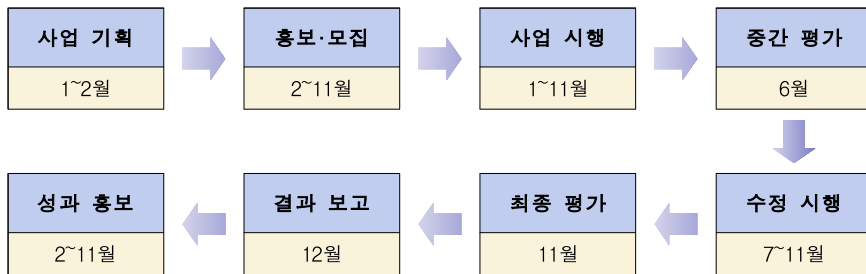 사업 기획
1~2월
홍보·모집
2~11월
사업 시행
1~11월
중간 평가
6월
수정 시행
7~11월
최종 평가
11월
결과 보고
12월
성과 홍보
2~11월